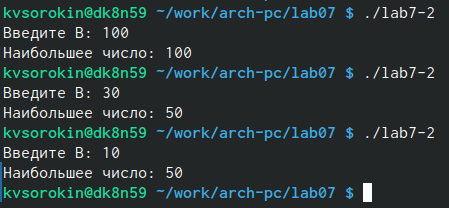 kvsorokin@dk8n59 ~/work/arch-pc/lab07 $ ./lab7-2
Введите B: 100
Наибольшее число: 100
kvsorokin@dk8n59 ~/work/arch-pc/lab07 $ ./lab7-2
Введите B: 30
Наибольшее число: 50
kvsorokin@dk8n59 ~/work/arch-pc/lab07 $ ./lab7-2
Введите B: 10
Наибольшее число: 50
kvsorokin@dk8n59 ~/work/arch-pc/lab07 $